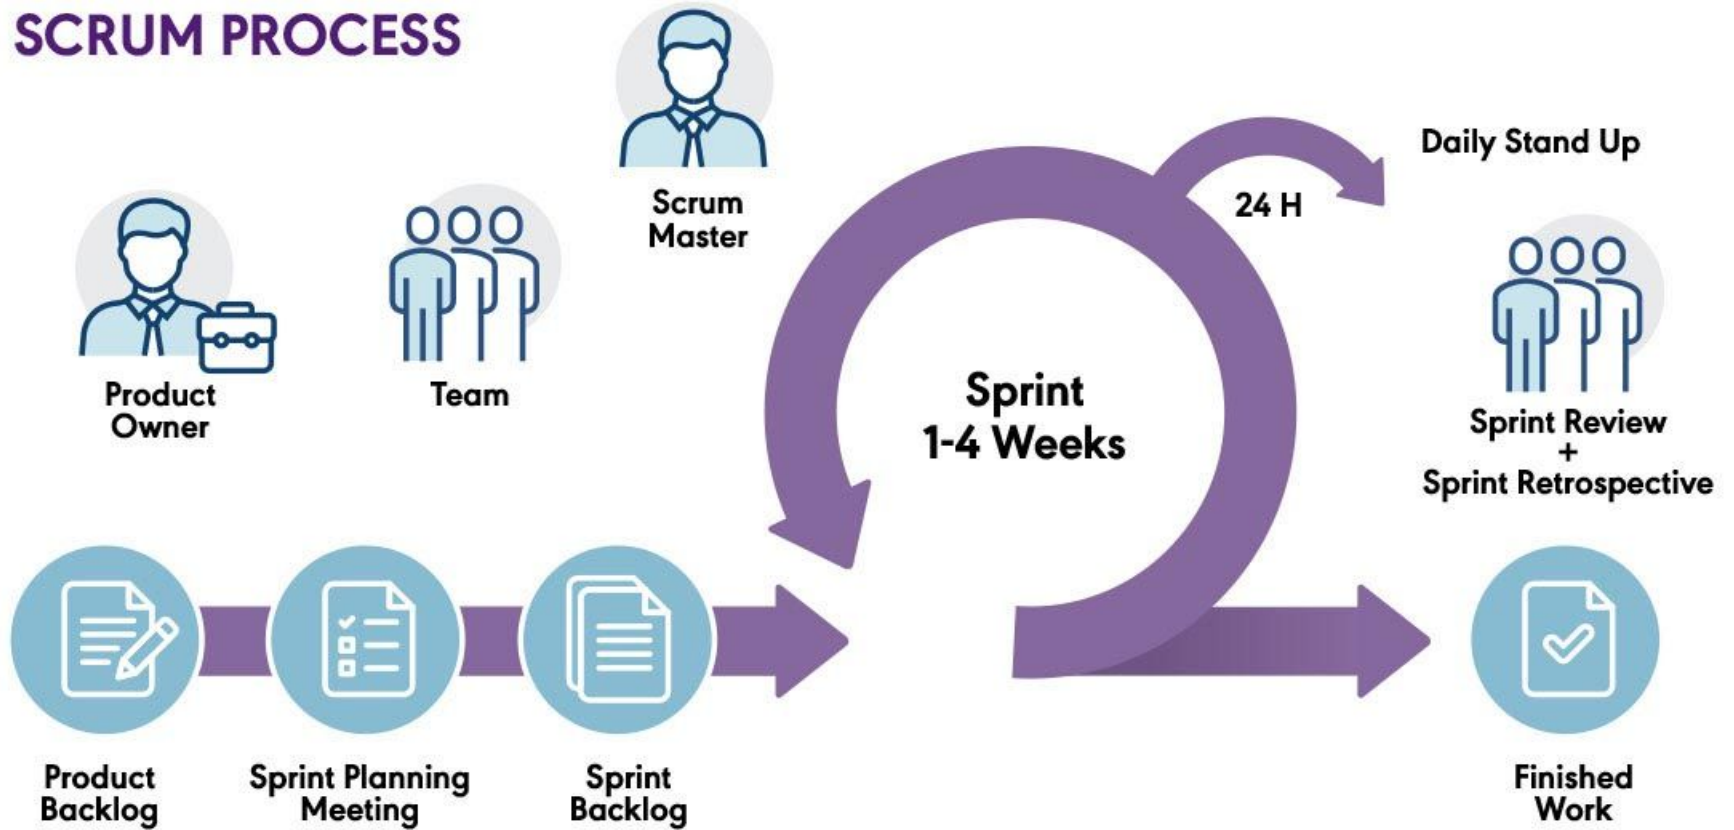 SCRUM PROCESS
Scrum
Master
Product
Owner
Team
Sprint
1-4 Weeks
24 H
Daily Stand Up
Sprint Review
+
Sprint Retrospective
Product
Backlog
Sprint Planning
Meeting
Sprint
Backlog
Finished
Work